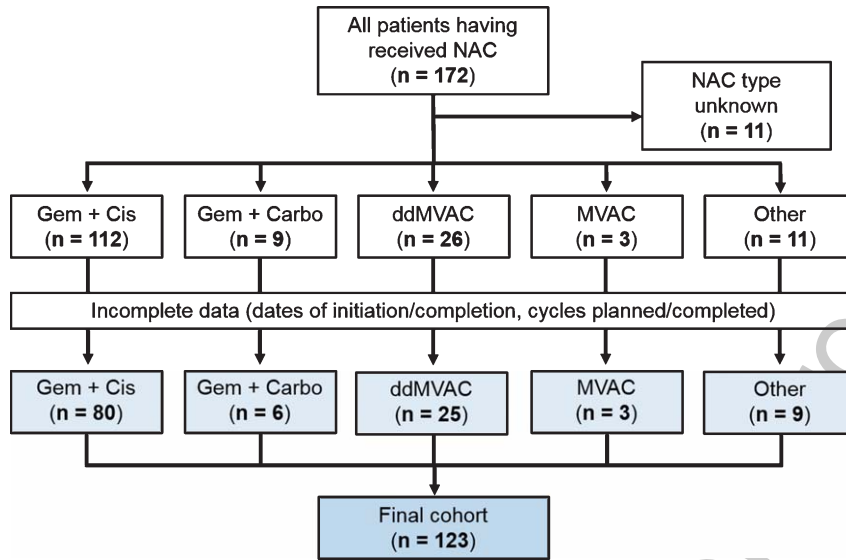 All patients having
received NAC
(n = 172)
NAC type
unknown
(n = 11)
Gem + Cis
(n = 112)
Gem + Carbo
(n = 9)
ddMVAC
(n = 26)
MVAC
(n = 3)
Other
(n = 11)
Incomplete data (dates of initiation/completion, cycles planned/completed)
Gem + Cis
(n = 80)
Gem + Carbo
(n = 6)
ddMVAC
(n = 25)
MVAC
(n = 3)
Other
(n = 9)
Final cohort
(n = 123)